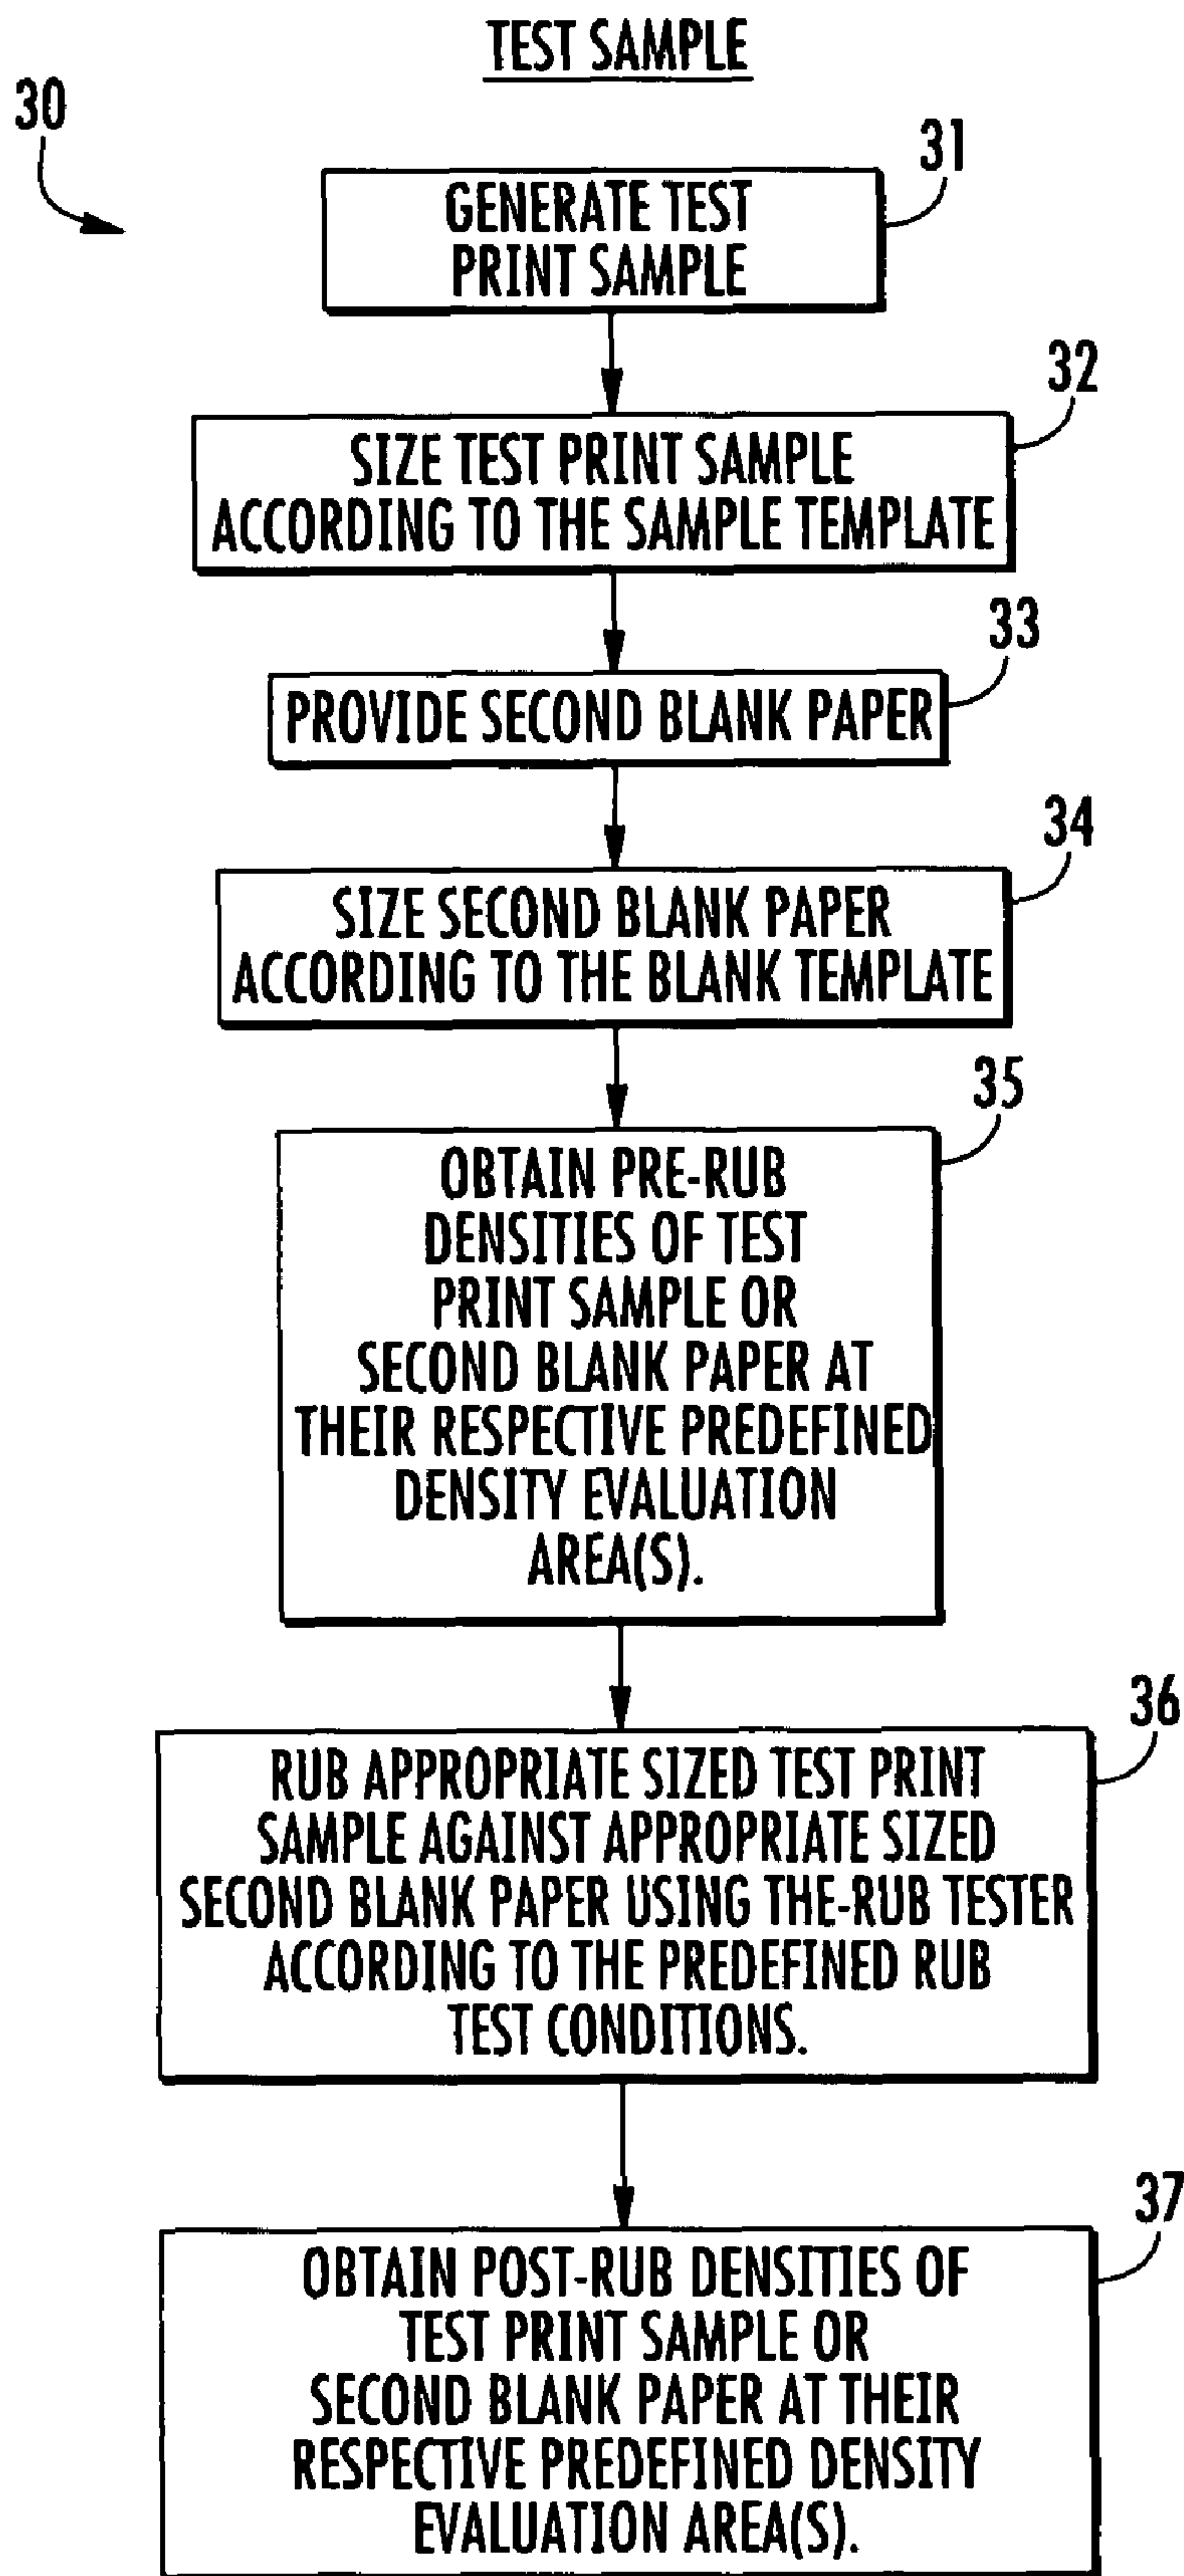 TEST SAMPLE
30
31
GENERATE TEST
PRINT SAMPLE
32
SIZE TEST PRINT SAMPLE
ACCORDING TO THE SAMPLE TEMPLATE
33
PROVIDE SECOND BLANK PAPER
34
SIZE SECOND BLANK PAPER
ACCORDING TO THE BLANK TEMPLATE
35
OBTAIN PRE-RUB
DENSITIES OF TEST
PRINT SAMPLE OR
SECOND BLANK PAPER AT
THEIR RESPECTIVE PREDEFINED
DENSITY EVALUATION
AREA(S).
36
RUB APPROPRIATE SIZED TEST PRINT
SAMPLE AGAINST APPROPRIATE SIZED
SECOND BLANK PAPER USING THE-RUB TESTER
ACCORDING TO THE PREDEFINED RUB
TEST CONDITIONS.
37
OBTAIN POST-RUB DENSITIES OF
TEST PRINT SAMPLE OR
SECOND BLANK PAPER AT THEIR
RESPECTIVE PREDEFINED DENSITY
EVALUATION AREA(S).